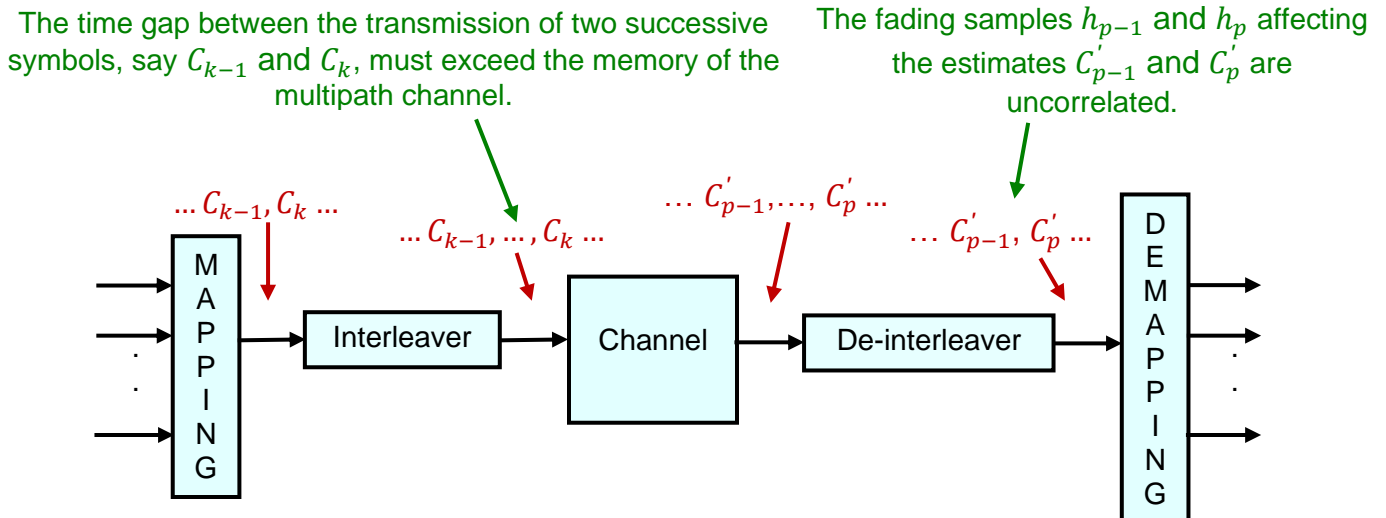 The time gap between the transmission of two successive
symbols, say C_{k−1} and C_k, must exceed the memory of the
multipath channel.
The fading samples h_{p−1} and h_p affecting
the estimates C'_{p−1} and C'_p are
uncorrelated.
... C_{k−1}, C_k ...
... C_{k−1}, ... , C_k ...
... C'_{p−1},..., C'_p ...
... C'_{p−1}, C'_p ...
M
A
P
P
I
N
G
Interleaver
Channel
De-interleaver
D
E
M
A
P
P
I
N
G